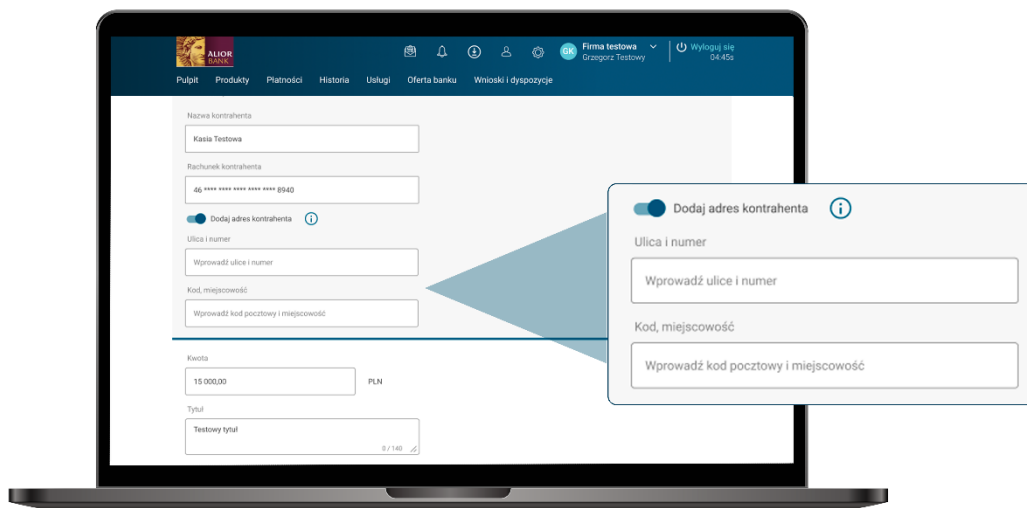 ALIOR
BANK
GK
Firma testowa
Grzegorz Testowy
Wyloguj się
04:45s
Pulpit Produkty Płatności Historia Usługi Oferta banku Wnioski i dyspozycje
Nazwa kontrahenta
Kasia Testowa
Rachunek kontrahenta
46 **** **** **** **** **** 8940
Dodaj adres kontrahenta
Ulica i numer
Wprowadź ulice i numer
Kod, miejscowość
Wprowadź kod pocztowy i miejscowość
Kwota
15 000,00 PLN
Tytuł
Testowy tytuł
0 / 140
Dodaj adres kontrahenta
Ulica i numer
Wprowadź ulice i numer
Kod, miejscowość
Wprowadź kod pocztowy i miejscowość